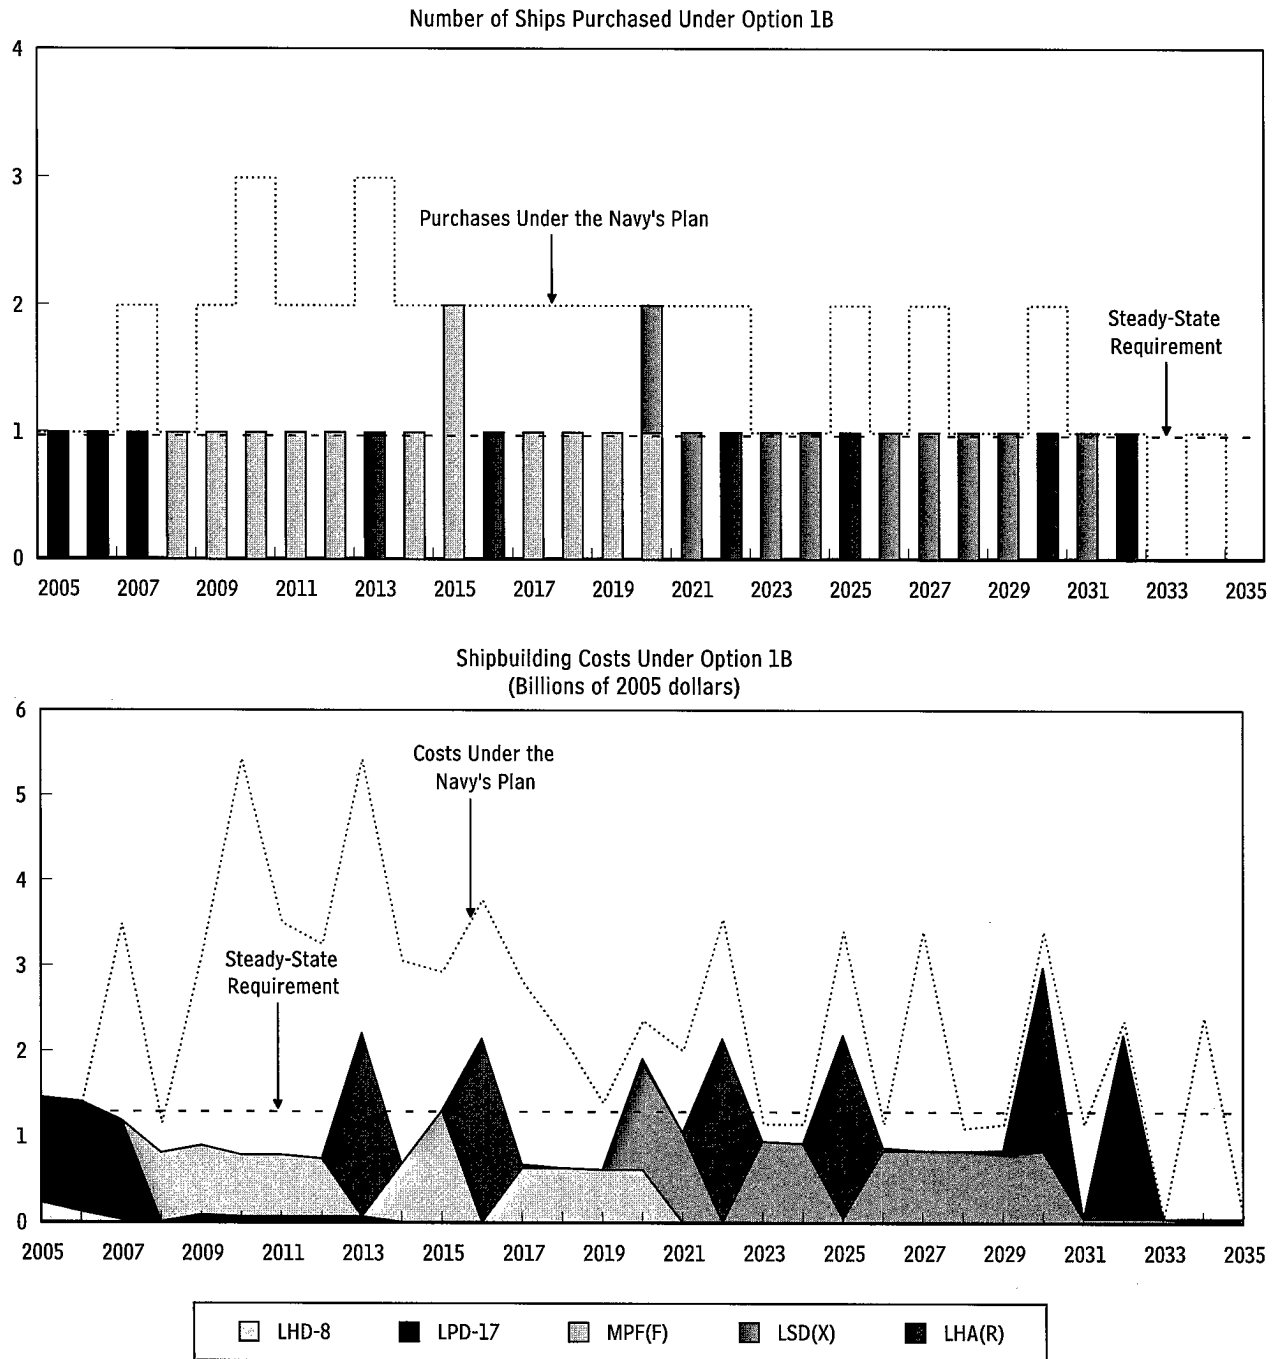 Number of Ships Purchased Under Option 1B
4
3
Purchases Under the Navy's Plan
2
Steady-State
Requirement
1
0
2005 2007 2009 2011 2013 2015 2017 2019 2021 2023 2025 2027 2029 2031 2033 2035
Shipbuilding Costs Under Option 1B
(Billions of 2005 dollars)
6
Costs Under the
Navy's Plan
5
4
Steady-State
Requirement
3
2
1
0
2005 2007 2009 2011 2013 2015 2017 2019 2021 2023 2025 2027 2029 2031 2033 2035
LHD-8 LPD-17 MPF(F) LSD(X) LHA(R)